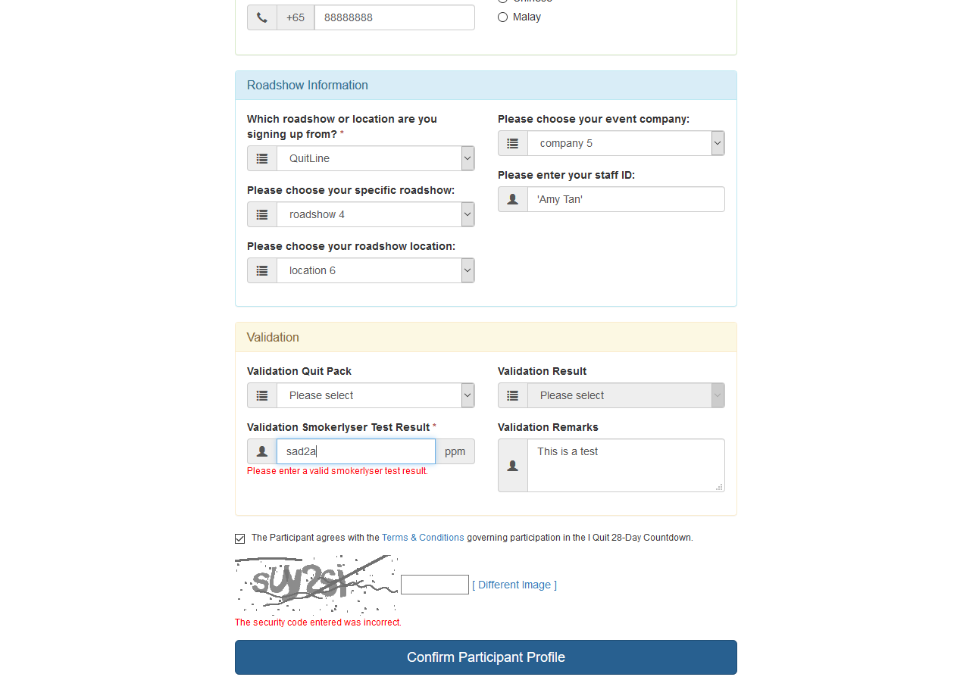 +65
88888888
Malay
Roadshow Information
Which roadshow or location are you
signing up from? *
QuitLine
Please choose your specific roadshow:
roadshow 4
Please choose your roadshow location:
location 6
Please choose your event company:
company 5
Please enter your staff ID:
'Amy Tan'
Validation
Validation Quit Pack
Please select
Validation Result
Please select
Validation Smokerlyser Test Result *
sad2a
ppm
Please enter a valid smokerlyser test result.
Validation Remarks
This is a test
The Participant agrees with the Terms & Conditions governing participation in the I Quit 28-Day Countdown.
[ Different Image ]
The security code entered was incorrect.
Confirm Participant Profile